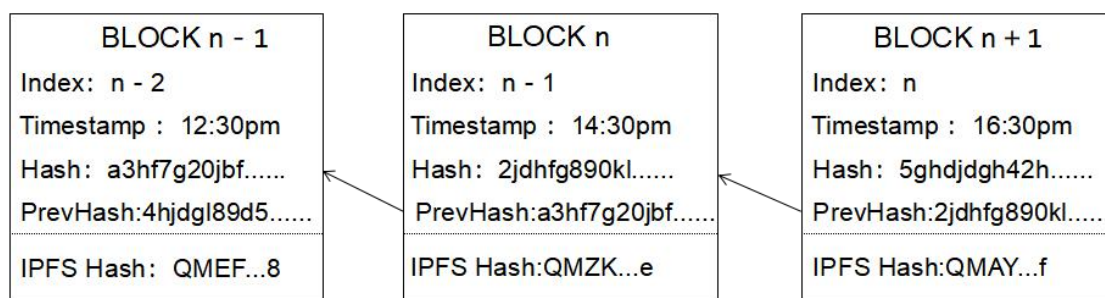 BLOCK n - 1
Index: n - 2
Timestamp : 12:30pm
Hash: a3hf7g20jbf......
PrevHash:4hjdgl89d5......
IPFS Hash: QMEF...8
BLOCK n
Index: n - 1
Timestamp : 14:30pm
Hash: 2jdhfg890kl......
PrevHash:a3hf7g20jbf......
IPFS Hash:QMZK...e
BLOCK n + 1
Index: n
Timestamp : 16:30pm
Hash: 5ghdjdgh42h......
PrevHash:2jdhfg890kl......
IPFS Hash:QMAY...f